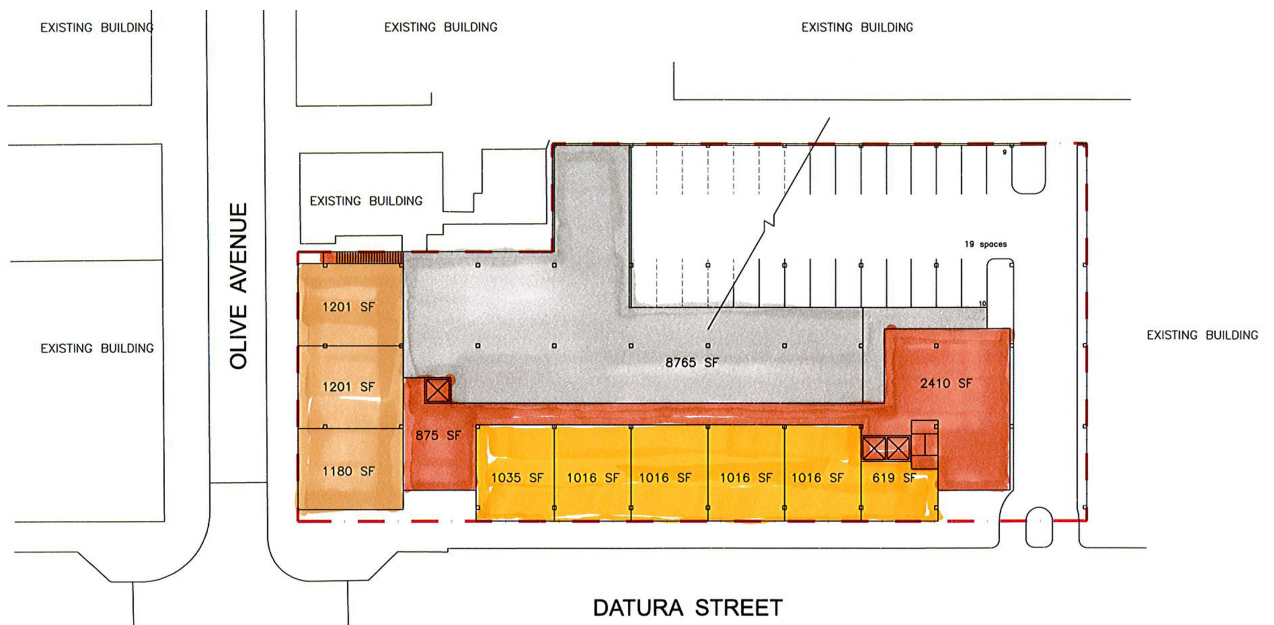 EXISTING BUILDING
EXISTING BUILDING
EXISTING BUILDING
9
EXISTING BUILDING
OLIVE AVENUE
19 spaces
10
1201 SF
EXISTING BUILDING
EXISTING BUILDING
8765 SF
1201 SF
2410 SF
875 SF
1180 SF
1035 SF
1016 SF
1016 SF
1016 SF
1016 SF
619 SF
DATURA STREET